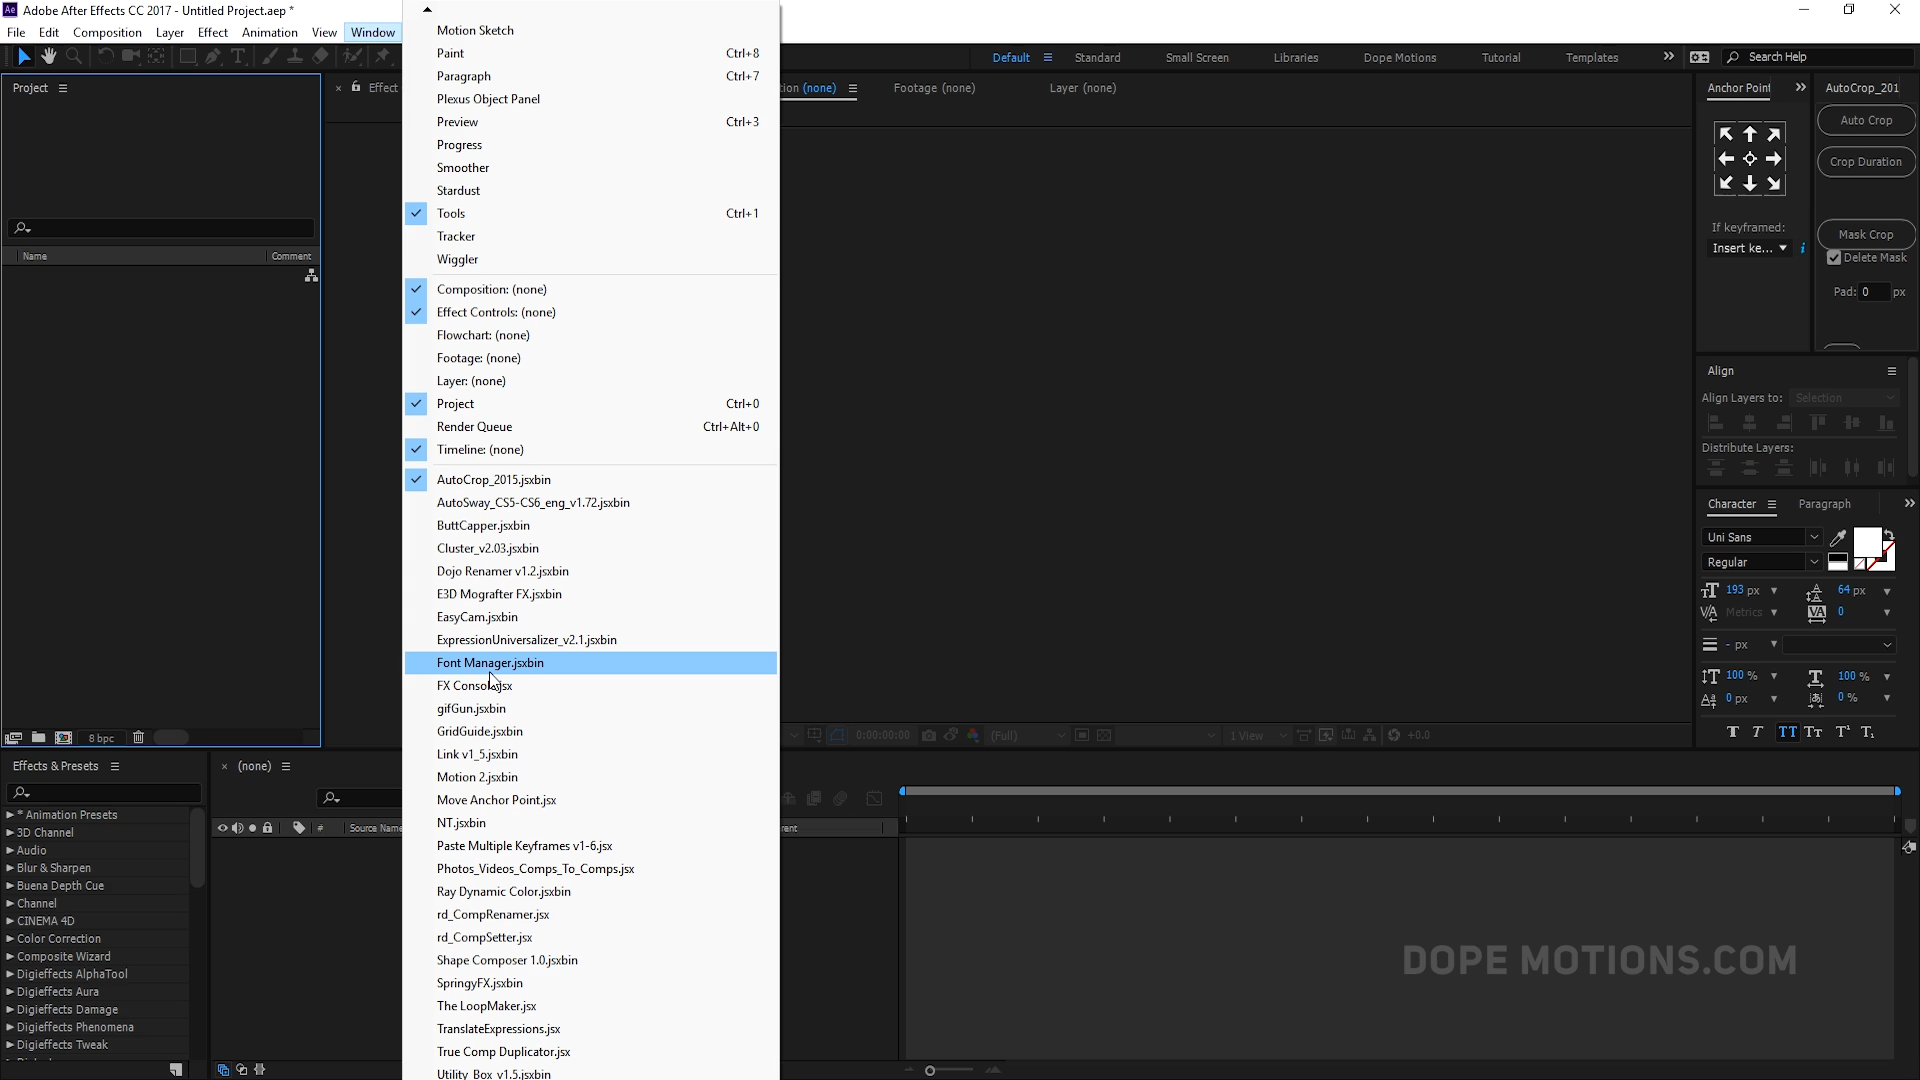 Ae Adobe After Effects CC 2017 - Untitled Project.aep *
File Edit Composition Layer Effect Animation View Window
Default Standard Small Screen Libraries Dope Motions Tutorial Templates Search Help
Project
Effect
(none)
Footage (none)
Layer (none)
Name Comment
8 bpc
Motion Sketch
Paint Ctrl+8
Paragraph Ctrl+7
Plexus Object Panel
Preview Ctrl+3
Progress
Smoother
Stardust
Tools Ctrl+1
Tracker
Wiggler
Composition: (none)
Effect Controls: (none)
Flowchart: (none)
Footage: (none)
Layer: (none)
Project Ctrl+0
Render Queue Ctrl+Alt+0
Timeline: (none)
AutoCrop_2015.jsxbin
AutoSway_CS5-CS6_eng_v1.72.jsxbin
ButtCapper.jsxbin
Cluster_v2.03.jsxbin
Dojo Renamer v1.2.jsxbin
E3D Mografter FX.jsxbin
EasyCam.jsxbin
ExpressionUniversalizer_v2.1.jsxbin
Font Manager.jsxbin
FX Console.jsx
gifGun.jsxbin
GridGuide.jsxbin
Link v1_5.jsxbin
Motion 2.jsxbin
Move Anchor Point.jsx
NT.jsxbin
Paste Multiple Keyframes v1-6.jsx
Photos_Videos_Comps_To_Comps.jsx
Ray Dynamic Color.jsxbin
rd_CompRenamer.jsx
rd_CompSetter.jsx
Shape Composer 1.0.jsxbin
SpringyFX.jsxbin
The LoopMaker.jsx
TranslateExpressions.jsx
True Comp Duplicator.jsx
Utility_Box_v1.5.jsxbin
0:00:00:00 (Full) 1 View +0.0
Anchor Point
If keyframed:
Insert ke...
AutoCrop_201
Auto Crop
Crop Duration
Mask Crop
Delete Mask
Pad: 0 px
Align
Align Layers to: Selection
Distribute Layers:
Character Paragraph
Uni Sans
Regular
193 px 64 px
Metrics 0
- px
100 % 100 %
0 px 0 %
T T TT Tt T¹ T₁
Effects & Presets
* Animation Presets
3D Channel
Audio
Blur & Sharpen
Buena Depth Cue
Channel
CINEMA 4D
Color Correction
Composite Wizard
Digieffects AlphaTool
Digieffects Aura
Digieffects Damage
Digieffects Phenomena
Digieffects Tweak
(none)
# Source Name
DOPE MOTIONS.COM